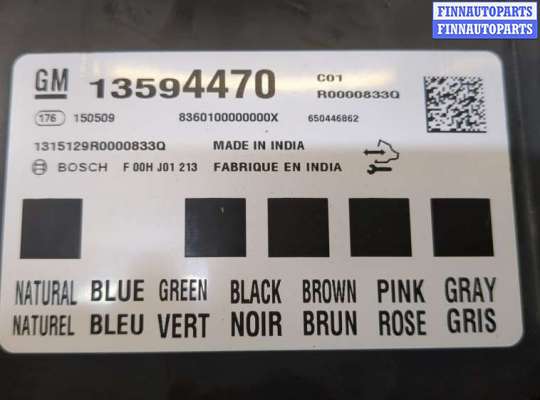 FINNAUTOPARTS
FINNAUTOPARTS
GM 13594470 C01
R0000833Q
176 150509 8360100000000X 650446862
1315129R0000833Q MADE IN INDIA
BOSCH F 00H J01 213 FABRIQUE EN INDIA
NATURAL BLUE GREEN BLACK BROWN PINK GRAY
NATUREL BLEU VERT NOIR BRUN ROSE GRIS